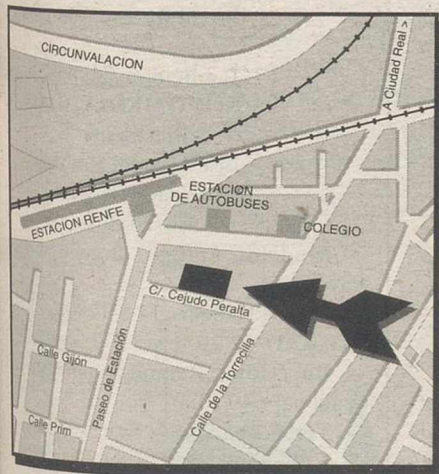 CIRCUNVALACION
A Ciudad Real >
ESTACION
DE AUTOBUSES
ESTACION RENFE
COLEGIO
C/. Cejudo Peralta
Calle Gijón
Paseo de Estación
Calle de la Torrecilla
Calle Prim